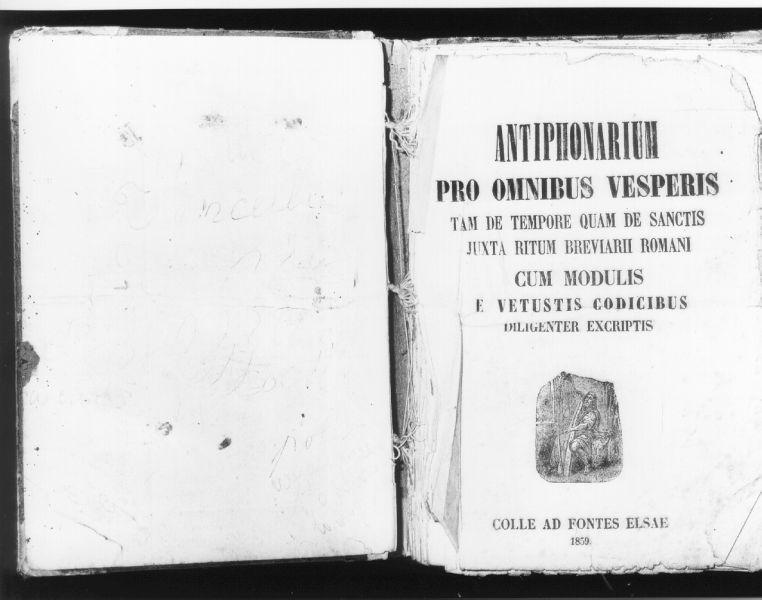 ANTIPHONARIUM
PRO OMNIBUS VESPERIS
TAM DE TEMPORE QUAM DE SANCTIS
JUXTA RITUM BREVIARII ROMANI
CUM MODULIS
E VETUSTIS CODICIBUS
DILIGENTER EXCRIPTIS
COLLE AD FONTES ELSAE
1859.